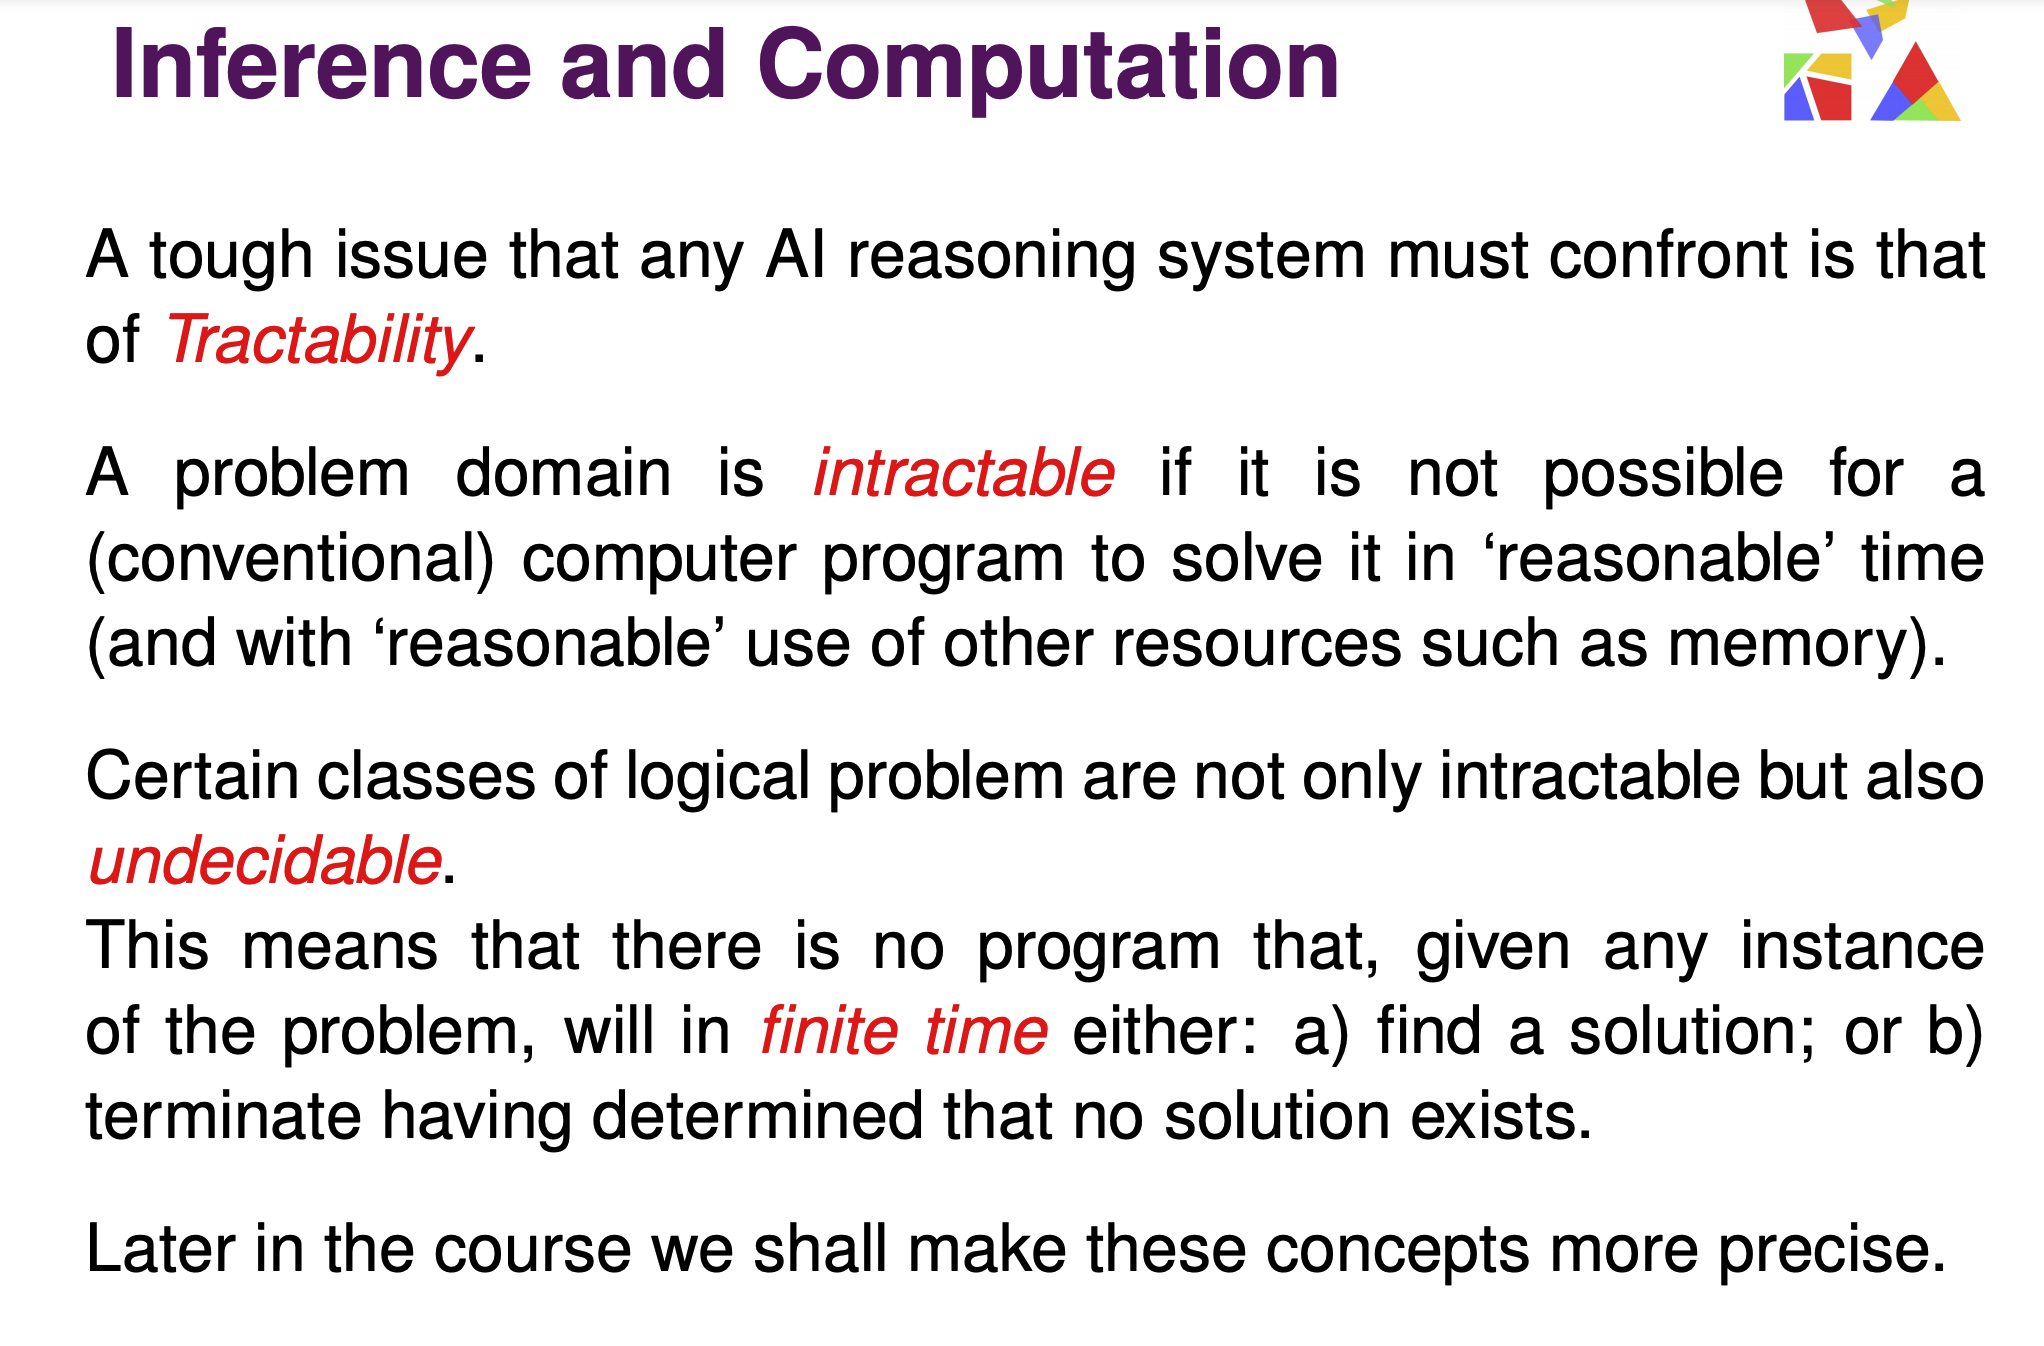 Inference and Computation
A tough issue that any AI reasoning system must confront is that
of Tractability.
A problem domain is intractable if it is not possible for a
(conventional) computer program to solve it in ‘reasonable’ time
(and with ‘reasonable’ use of other resources such as memory).
Certain classes of logical problem are not only intractable but also
undecidable.
This means that there is no program that, given any instance
of the problem, will in finite time either: a) find a solution; or b)
terminate having determined that no solution exists.
Later in the course we shall make these concepts more precise.